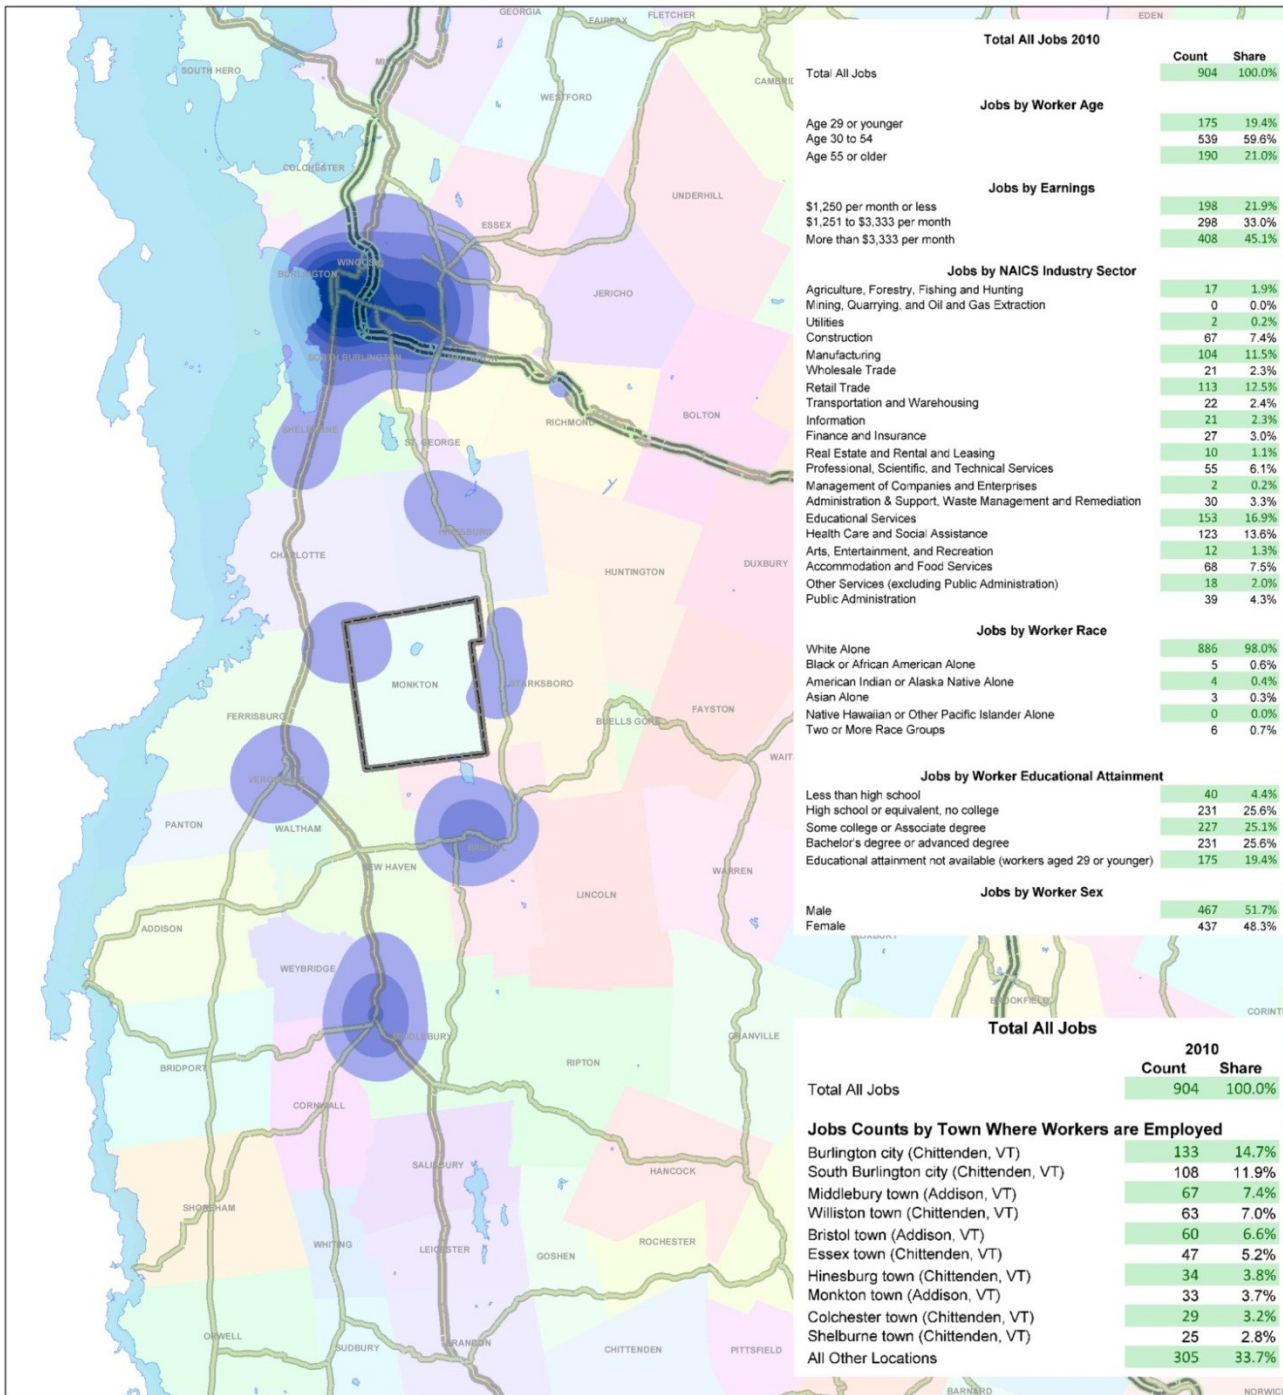 GEORGIA
FLETCHER
FAIRFAX
EDEN
SOUTH HERO
CAMBRI
WESTFORD
COLCHESTER
UNDERHILL
ESSEX
BURLINGTON
JERICHO
SOUTH BURLINGTON
BOLTON
RICHMOND
SHELBURNE
ST. GEORGE
HINESBURG
CHARLOTTE
HUNTINGTON
DUXBURY
MONKTON
STARKSBORO
FERRISBURG
BUELLS GORE
FAYSTON
WAIT
PANTON
WALTHAM
BRISTOL
NEW HAVEN
WARREN
LINCOLN
ADDISON
WEYBRIDGE
MIDDLEBURY
GRANVILLE
BRIDPORT
RIPTON
CORNWALL
SALISBURY
HANCOCK
SHOREHAM
WHITING
LEICESTER
GOSHEN
ROCHESTER
ORWELL
SUDBURY
BRANDON
CHITTENDEN
PITTSFIELD
BARNARD
NORWIC
BROOKFIELD
CORINT
Total All Jobs 2010
Count Share
Total All Jobs 904 100.0%
Jobs by Worker Age
Age 29 or younger 175 19.4%
Age 30 to 54 539 59.6%
Age 55 or older 190 21.0%
Jobs by Earnings
$1,250 per month or less 198 21.9%
$1,251 to $3,333 per month 298 33.0%
More than $3,333 per month 408 45.1%
Jobs by NAICS Industry Sector
Agriculture, Forestry, Fishing and Hunting 17 1.9%
Mining, Quarrying, and Oil and Gas Extraction 0 0.0%
Utilities 2 0.2%
Construction 67 7.4%
Manufacturing 104 11.5%
Wholesale Trade 21 2.3%
Retail Trade 113 12.5%
Transportation and Warehousing 22 2.4%
Information 21 2.3%
Finance and Insurance 27 3.0%
Real Estate and Rental and Leasing 10 1.1%
Professional, Scientific, and Technical Services 55 6.1%
Management of Companies and Enterprises 2 0.2%
Administration & Support, Waste Management and Remediation 30 3.3%
Educational Services 153 16.9%
Health Care and Social Assistance 123 13.6%
Arts, Entertainment, and Recreation 12 1.3%
Accommodation and Food Services 68 7.5%
Other Services (excluding Public Administration) 18 2.0%
Public Administration 39 4.3%
Jobs by Worker Race
White Alone 886 98.0%
Black or African American Alone 5 0.6%
American Indian or Alaska Native Alone 4 0.4%
Asian Alone 3 0.3%
Native Hawaiian or Other Pacific Islander Alone 0 0.0%
Two or More Race Groups 6 0.7%
Jobs by Worker Educational Attainment
Less than high school 40 4.4%
High school or equivalent, no college 231 25.6%
Some college or Associate degree 227 25.1%
Bachelor's degree or advanced degree 231 25.6%
Educational attainment not available (workers aged 29 or younger) 175 19.4%
Jobs by Worker Sex
Male 467 51.7%
Female 437 48.3%
Total All Jobs
2010
Count Share
Total All Jobs 904 100.0%
Jobs Counts by Town Where Workers are Employed
Burlington city (Chittenden, VT) 133 14.7%
South Burlington city (Chittenden, VT) 108 11.9%
Middlebury town (Addison, VT) 67 7.4%
Williston town (Chittenden, VT) 63 7.0%
Bristol town (Addison, VT) 60 6.6%
Essex town (Chittenden, VT) 47 5.2%
Hinesburg town (Chittenden, VT) 34 3.8%
Monkton town (Addison, VT) 33 3.7%
Colchester town (Chittenden, VT) 29 3.2%
Shelburne town (Chittenden, VT) 25 2.8%
All Other Locations 305 33.7%